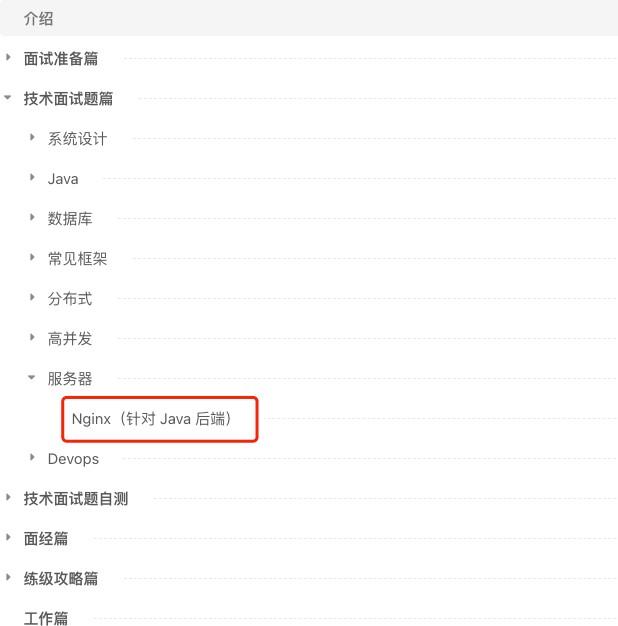 介绍
面试准备篇
技术面试题篇
系统设计
Java
数据库
常见框架
分布式
高并发
服务器
Nginx（针对 Java 后端）
Devops
技术面试题自测
面经篇
练级攻略篇
工作篇